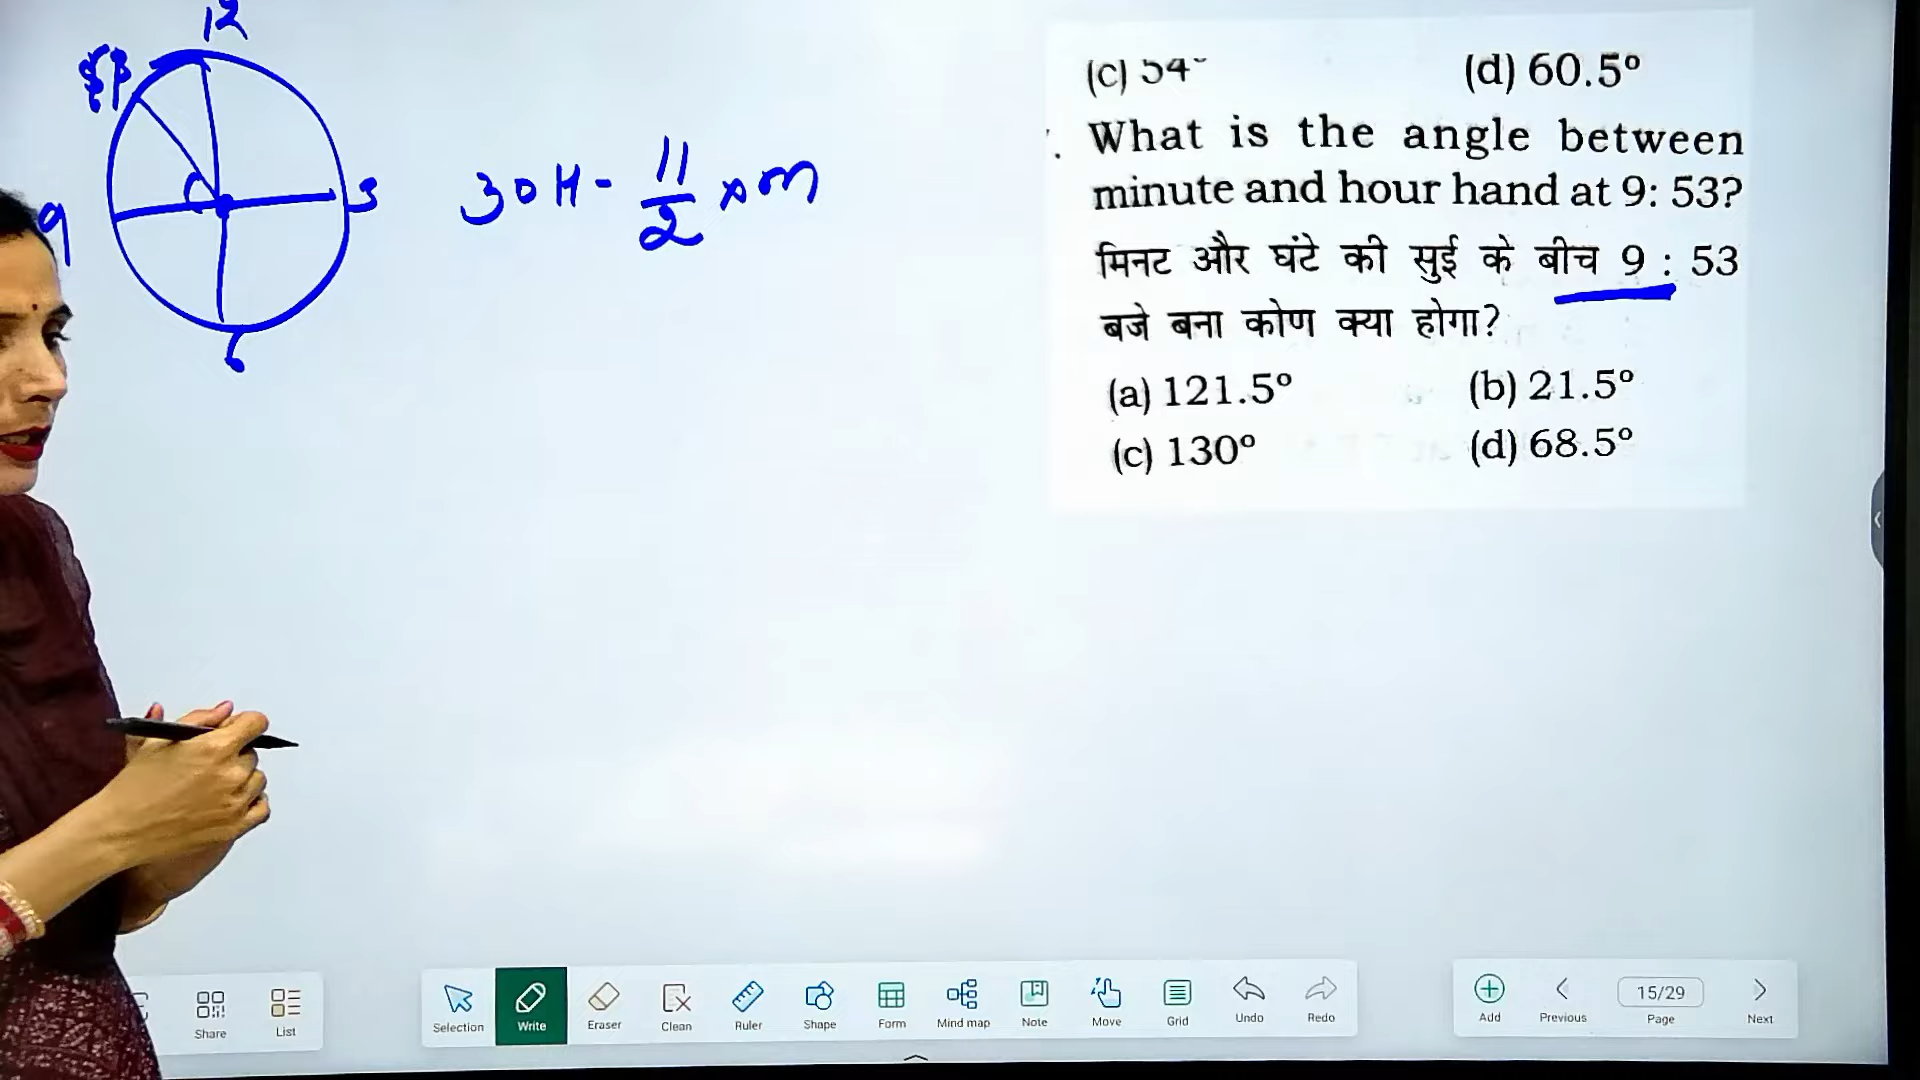 12
9
3
6
30H - 11/2 × m
(c) 54° (d) 60.5°
What is the angle between
minute and hour hand at 9: 53?
मिनट और घंटे की सुई के बीच 9 : 53
बजे बना कोण क्या होगा?
(a) 121.5° (b) 21.5°
(c) 130° (d) 68.5°
Share List Selection Write Eraser Clean Ruler Shape Form Mind map Note Move Grid Undo Redo Add Previous 15/29 Page Next